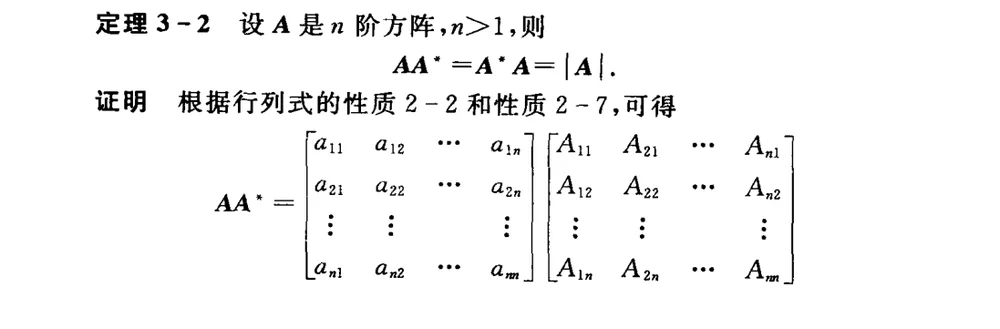 定理 3-2 设 A 是 n 阶方阵,n>1,则
AA* = A*A = |A|.
证明 根据行列式的性质 2-2 和性质 2-7,可得
a11 a12 ⋯ a1n A11 A21 ⋯ An1
a21 a22 ⋯ a2n A12 A22 ⋯ An2
AA* =
⋮ ⋮ ⋮ ⋮ ⋮ ⋮
an1 an2 ⋯ ann A1n A2n ⋯ Ann